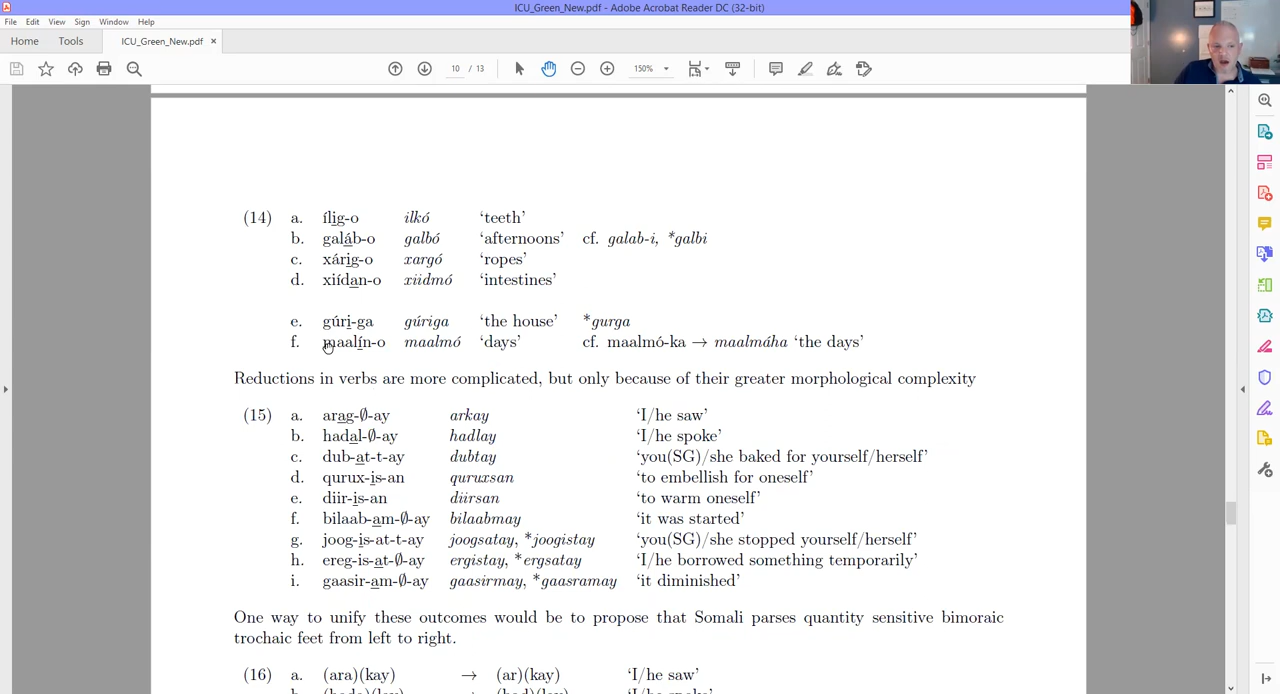 ICU_Green_New.pdf - Adobe Acrobat Reader DC (32-bit)
File Edit View Sign Window Help
Home Tools ICU_Green_New.pdf ×
10 / 13 150%
(14) a. ílig-o ilkó ‘teeth’
b. galáb-o galbó ‘afternoons’ cf. galab-i, *galbi
c. xárig-o xargó ‘ropes’
d. xiídan-o xiidmó ‘intestines’
e. gúri-ga gúriga ‘the house’ *gurga
f. maalín-o maalmó ‘days’ cf. maalmó-ka → maalmáha ‘the days’
Reductions in verbs are more complicated, but only because of their greater morphological complexity
(15) a. arag-∅-ay arkay ‘I/he saw’
b. hadal-∅-ay hadlay ‘I/he spoke’
c. dub-at-t-ay dubtay ‘you(SG)/she baked for yourself/herself’
d. qurux-is-an quruxsan ‘to embellish for oneself’
e. diir-is-an diirsan ‘to warm oneself’
f. bilaab-am-∅-ay bilaabmay ‘it was started’
g. joog-is-at-t-ay joogsatay, *joogistay ‘you(SG)/she stopped yourself/herself’
h. ereg-is-at-∅-ay ergistay, *ergsatay ‘I/he borrowed something temporarily’
i. gaasir-am-∅-ay gaasirmay, *gaasramay ‘it diminished’
One way to unify these outcomes would be to propose that Somali parses quantity sensitive bimoraic
trochaic feet from left to right.
(16) a. (ara)(kay) → (ar)(kay) ‘I/he saw’